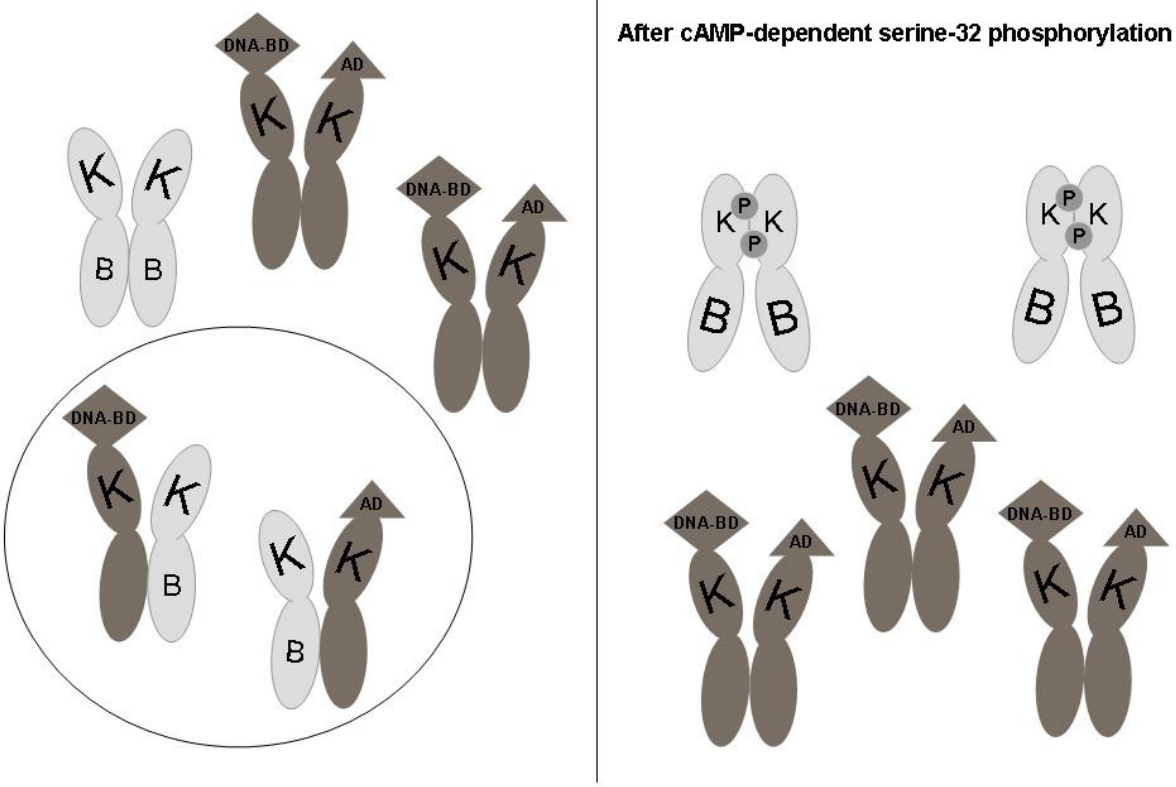 After cAMP-dependent serine-32 phosphorylation
DNA-BD
AD
K K
DNA-BD
AD
K K
K K
B B
DNA-BD
K K
B
AD
K K
B
P
K K
P
B B
P
K K
P
B B
DNA-BD
AD
K K
DNA-BD
AD
K K
DNA-BD
AD
K K